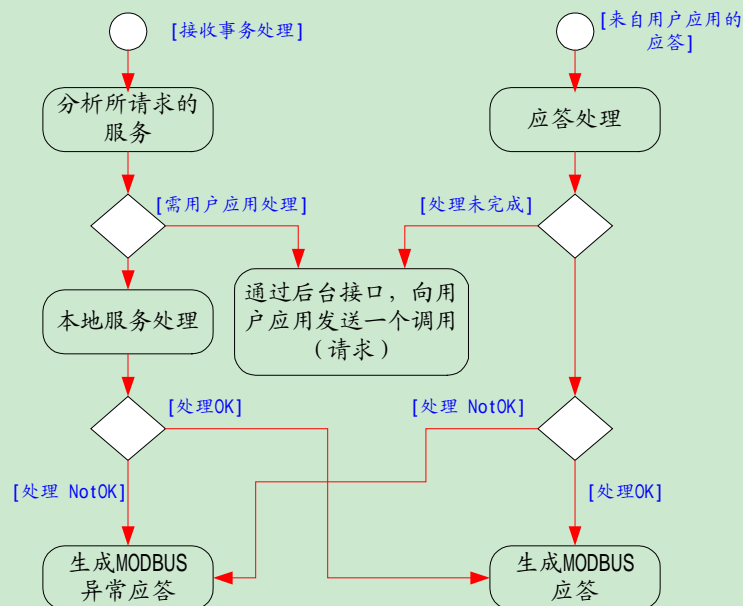 [接收事务处理]
[来自用户应用的
应答]
分析所请求的
服务
应答处理
[需用户应用处理]
[处理未完成]
通过后台接口，向用
户应用发送一个调用
（请求）
本地服务处理
[处理OK]
[处理 NotOK]
[处理 NotOK]
[处理OK]
生成MODBUS
异常应答
生成MODBUS
应答